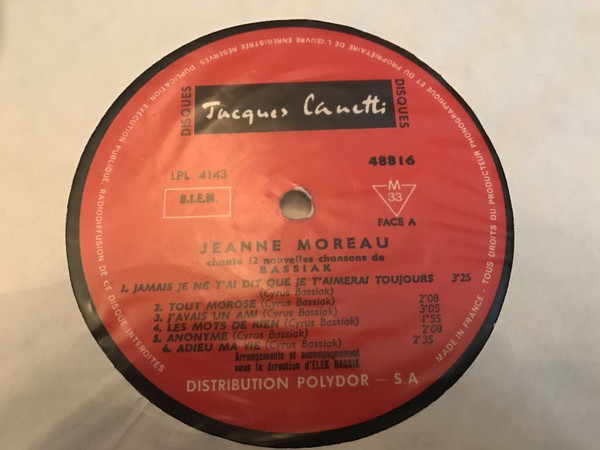 DISQUES
Jacques Canetti
DISQUES
LPL 4143
48816
B.I.E.M.
M
33
FACE A
JEANNE MOREAU
chante 12 nouvelles chansons de
BASSIAK
1. JAMAIS JE NE T'AI DIT QUE JE T'AIMERAI TOUJOURS 3'25
(Cyrus Bassiak)
2. TOUT MOROSE (Cyrus Bassiak) 2'08
3. J'AVAIS UN AMI (Cyrus Bassiak) 3'05
4. LES MOTS DE RIEN (Cyrus Bassiak) 1'55
5. ANONYME (Cyrus Bassiak) 2'08
6. ADIEU MA VIE (Cyrus Bassiak) 2'35
Arrangements et accompagnement
sous la direction d'ELEK BACSIK
DISTRIBUTION POLYDOR – S.A
TOUS DROITS DU PRODUCTEUR PHONOGRAPHIQUE ET DU PROPRIÉTAIRE DE L'ŒUVRE ENREGISTRÉE RÉSERVÉS. DUPLICATION, EXÉCUTION PUBLIQUE, RADIODIFFUSION DE CE DISQUE INTERDITES
MADE IN FRANCE